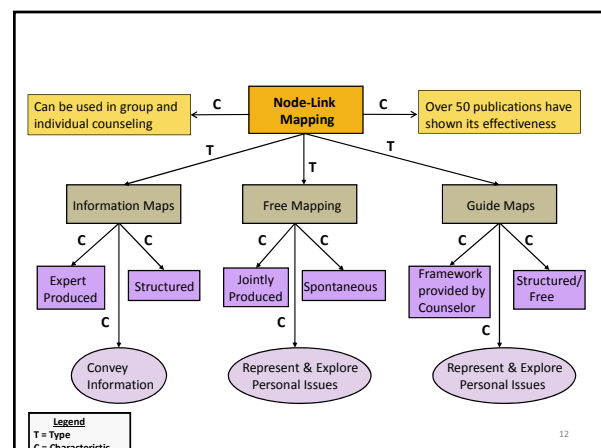 Node-Link
Mapping
C
C
Can be used in group and
individual counseling
Over 50 publications have
shown its effectiveness
T
T
T
Information Maps
Free Mapping
Guide Maps
C
C
C
C
C
C
Expert
Produced
Structured
Jointly
Produced
Spontaneous
Framework
provided by
Counselor
Structured/
Free
C
C
C
Convey
Information
Represent & Explore
Personal Issues
Represent & Explore
Personal Issues
Legend
T = Type
C = Characteristic
12